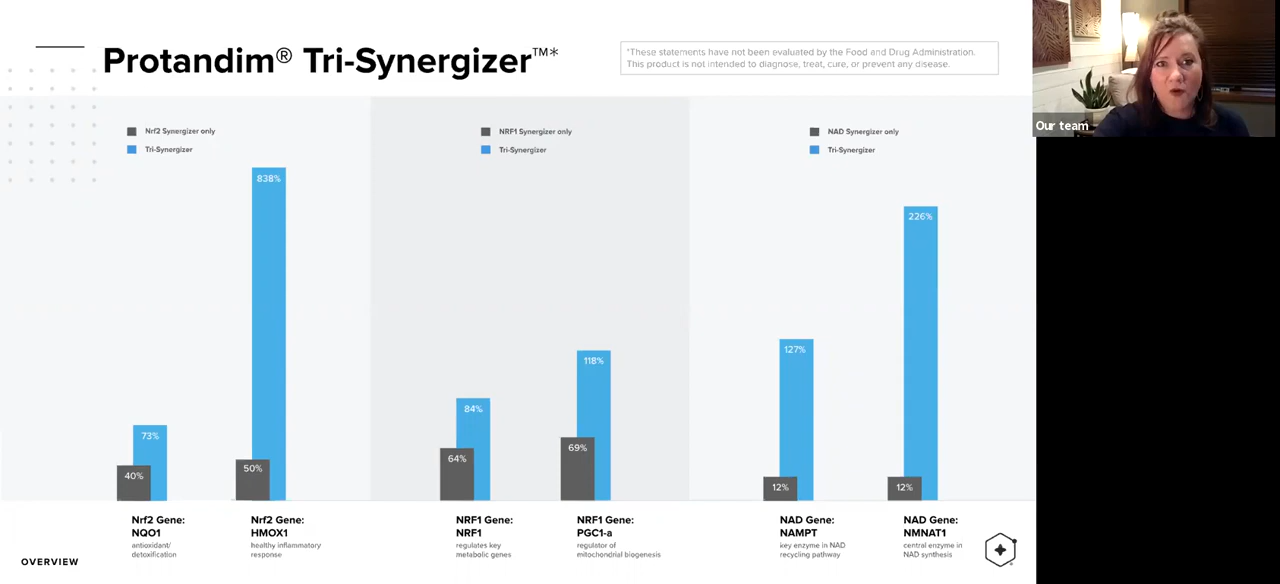 Protandim® Tri-Synergizer™*
*These statements have not been evaluated by the Food and Drug Administration.
This product is not intended to diagnose, treat, cure, or prevent any disease.
Our team
Nrf2 Synergizer only
Tri-Synergizer
NRF1 Synergizer only
Tri-Synergizer
NAD Synergizer only
Tri-Synergizer
40%
73%
50%
838%
64%
84%
69%
118%
12%
127%
12%
226%
Nrf2 Gene:
NQO1
antioxidant/
detoxification
Nrf2 Gene:
HMOX1
healthy inflammatory
response
NRF1 Gene:
NRF1
regulates key
metabolic genes
NRF1 Gene:
PGC1-a
regulator of
mitochondrial biogenesis
NAD Gene:
NAMPT
key enzyme in NAD
recycling pathway
NAD Gene:
NMNAT1
central enzyme in
NAD synthesis
OVERVIEW